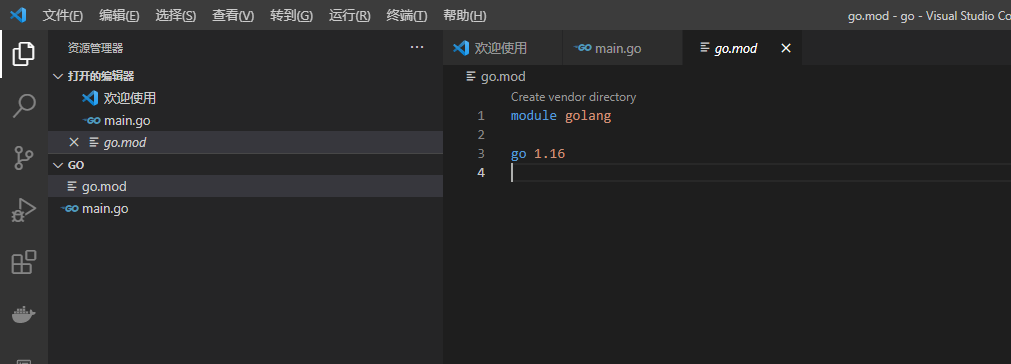 文件(F) 编辑(E) 选择(S) 查看(V) 转到(G) 运行(R) 终端(T) 帮助(H) go.mod - go - Visual Studio Co
资源管理器 ···
打开的编辑器
欢迎使用
main.go
go.mod
GO
go.mod
main.go
欢迎使用 main.go go.mod
go.mod
Create vendor directory
1 module golang
2
3 go 1.16
4